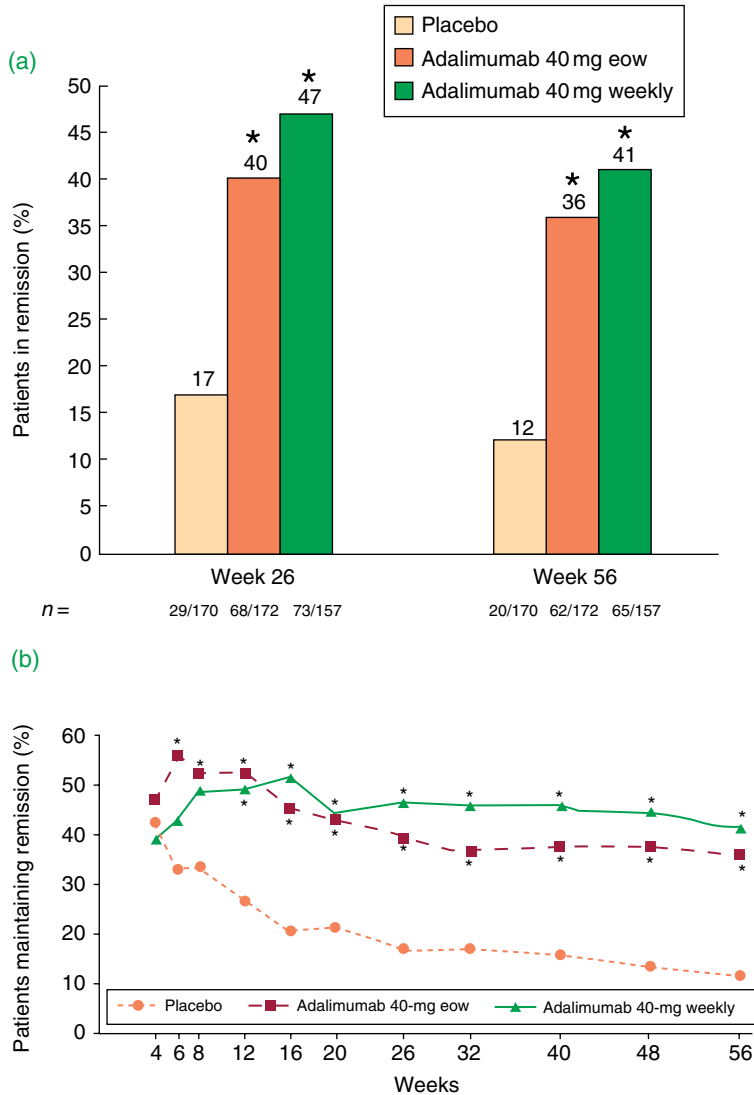 (a)
Placebo
Adalimumab 40 mg eow
Adalimumab 40 mg weekly
Patients in remission (%)
50
45
40
35
30
25
20
15
10
5
0
17
*
40
*
47
12
*
36
*
41
Week 26
Week 56
n =
29/170 68/172 73/157
20/170 62/172 65/157
(b)
Patients maintaining remission (%)
60
50
40
30
20
10
0
* * * * * * * * * *
* * * * * * * *
Placebo
Adalimumab 40-mg eow
Adalimumab 40-mg weekly
4 6 8 12 16 20 26 32 40 48 56
Weeks